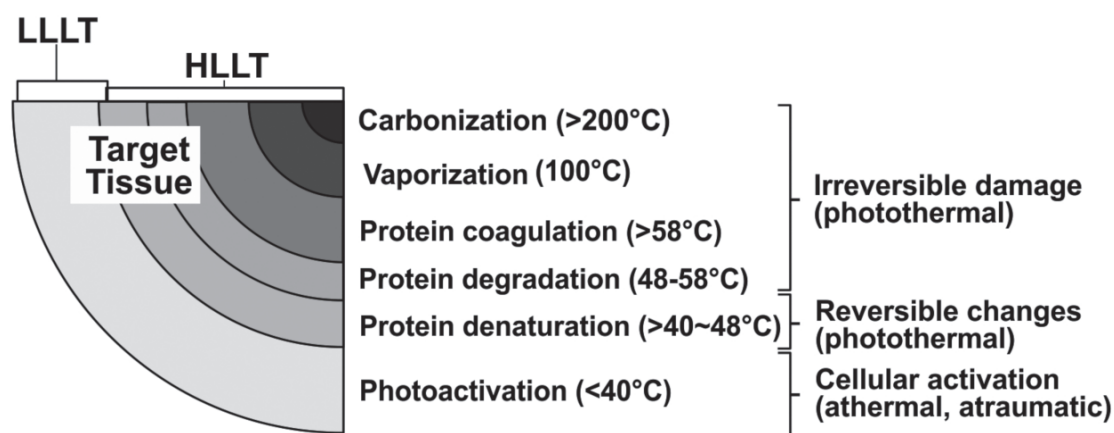 LLLT
HLLT
Target
Tissue
Carbonization (>200°C)
Vaporization (100°C)
Protein coagulation (>58°C)
Protein degradation (48-58°C)
Protein denaturation (>40~48°C)
Photoactivation (<40°C)
Irreversible damage
(photothermal)
Reversible changes
(photothermal)
Cellular activation
(athermal, atraumatic)